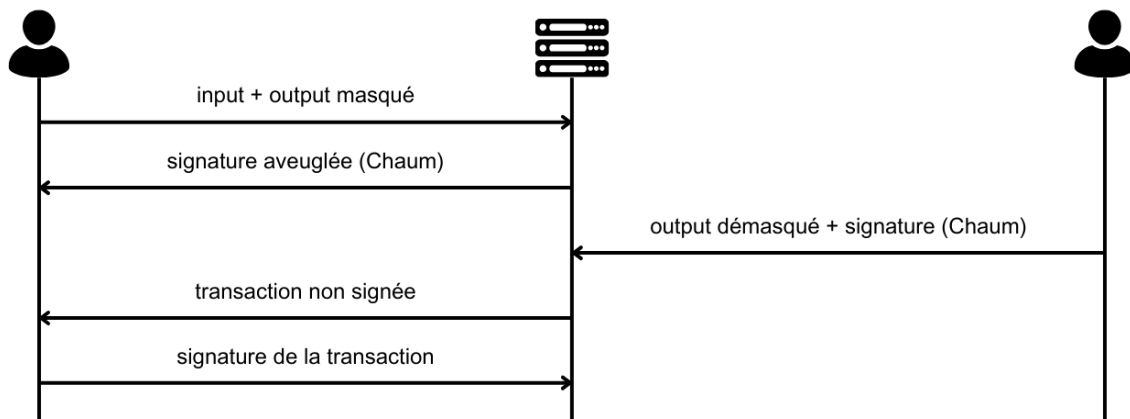 input + output masqué
signature aveuglée (Chaum)
output démasqué + signature (Chaum)
transaction non signée
signature de la transaction